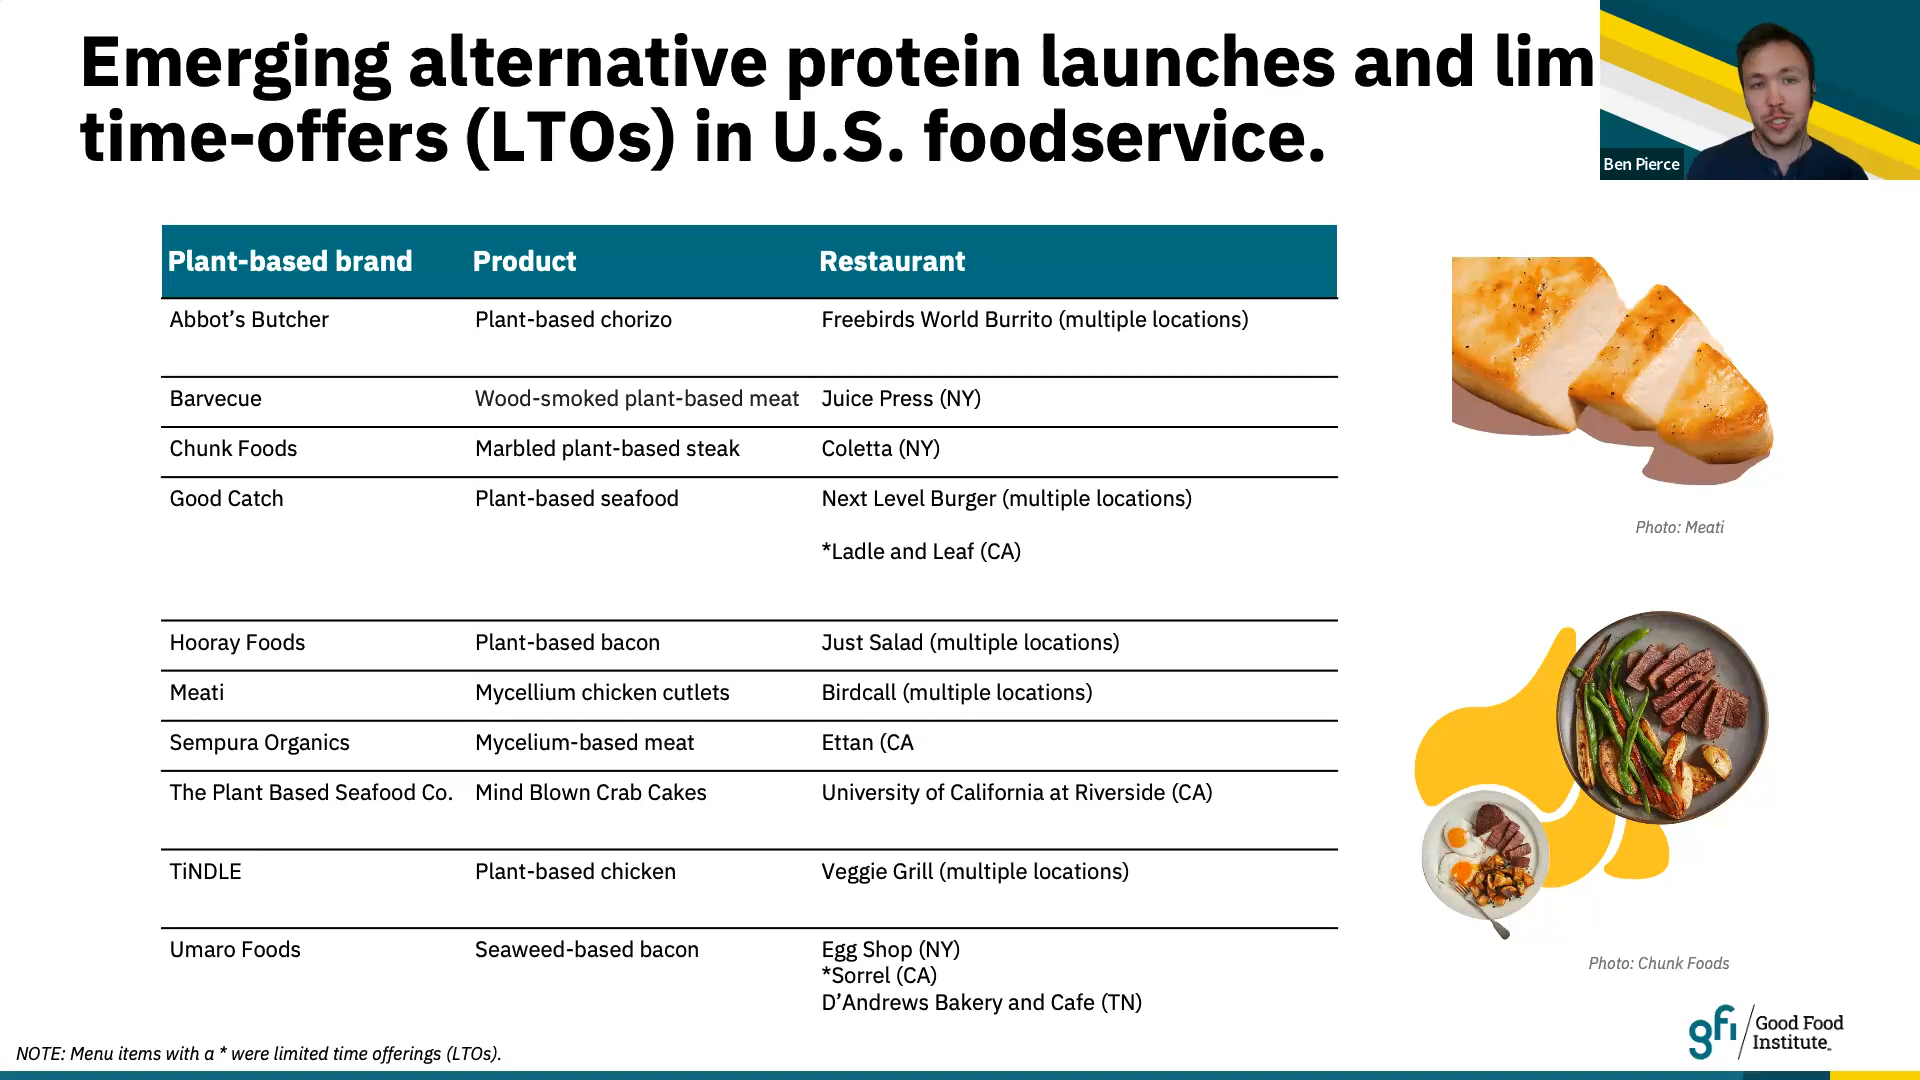 Emerging alternative protein launches and lim
time-offers (LTOs) in U.S. foodservice.
Ben Pierce
Plant-based brand Product Restaurant
Abbot’s Butcher Plant-based chorizo Freebirds World Burrito (multiple locations)
Barvecue Wood-smoked plant-based meat Juice Press (NY)
Chunk Foods Marbled plant-based steak Coletta (NY)
Good Catch Plant-based seafood Next Level Burger (multiple locations)
*Ladle and Leaf (CA)
Hooray Foods Plant-based bacon Just Salad (multiple locations)
Meati Mycellium chicken cutlets Birdcall (multiple locations)
Sempura Organics Mycelium-based meat Ettan (CA
The Plant Based Seafood Co. Mind Blown Crab Cakes University of California at Riverside (CA)
TiNDLE Plant-based chicken Veggie Grill (multiple locations)
Umaro Foods Seaweed-based bacon Egg Shop (NY)
*Sorrel (CA)
D’Andrews Bakery and Cafe (TN)
Photo: Meati
Photo: Chunk Foods
gfi Good Food
Institute™
NOTE: Menu items with a * were limited time offerings (LTOs).